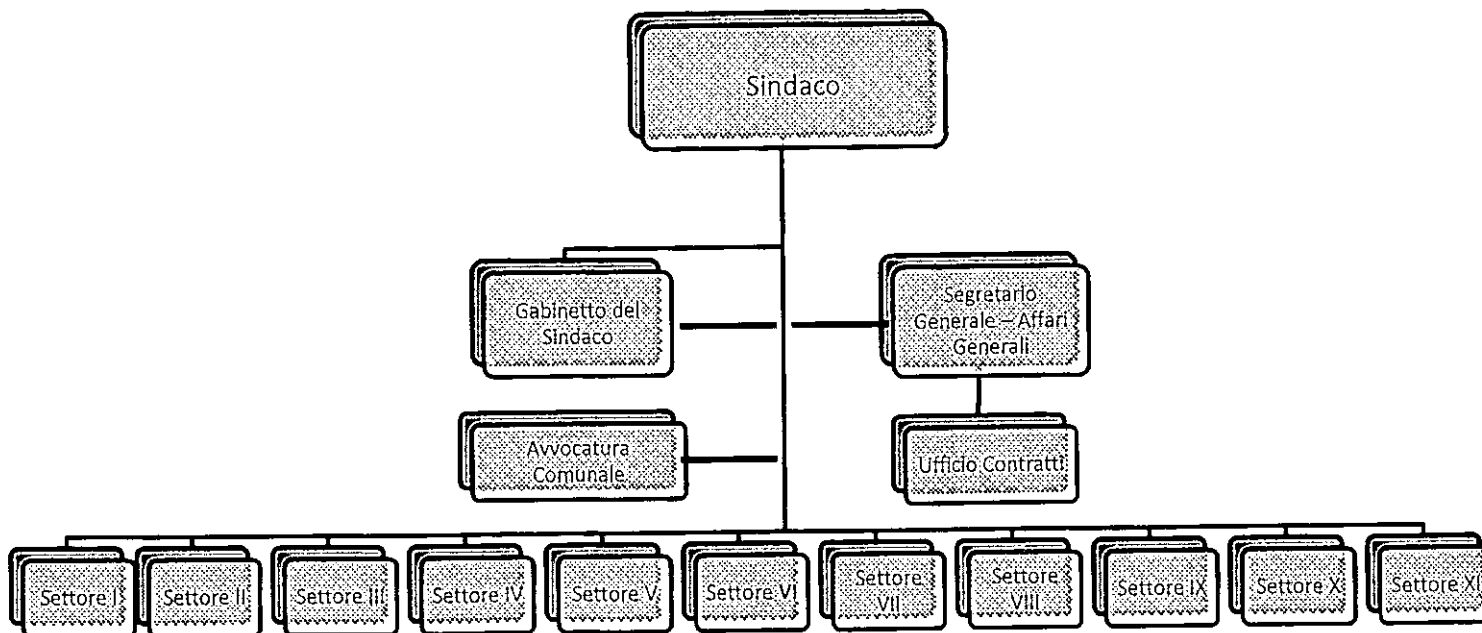 Sindaco
Gabinetto del
Sindaco
Segretario
Generale – Affari
Generali
Avvocatura
Comunale
Ufficio Contratti
Settore I
Settore II
Settore III
Settore IV
Settore V
Settore VI
Settore
VII
Settore
VIII
Settore IX
Settore X
Settore XI